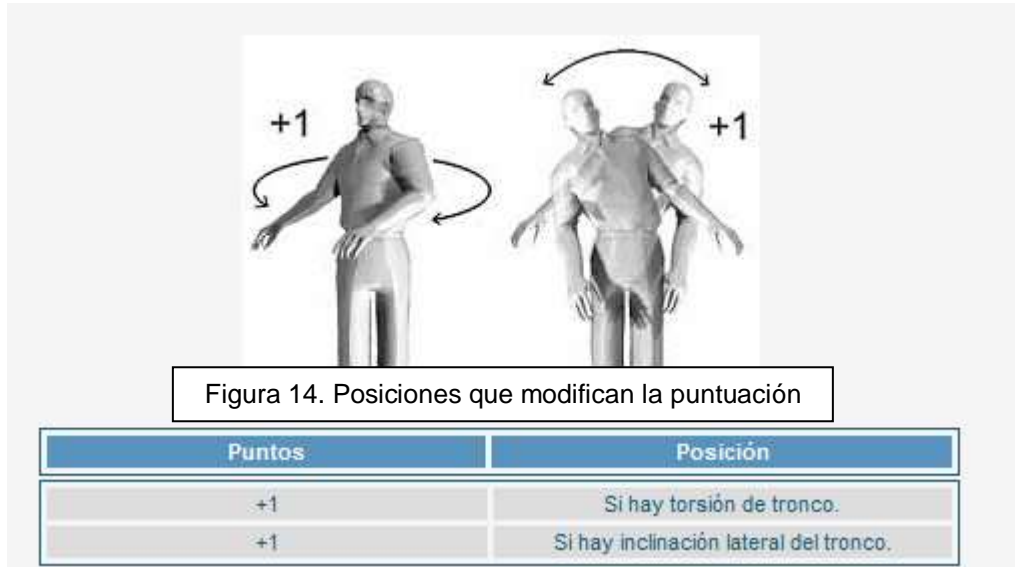 +1
+1
Figura 14. Posiciones que modifican la puntuación
Puntos Posición
+1 Si hay torsión de tronco.
+1 Si hay inclinación lateral del tronco.